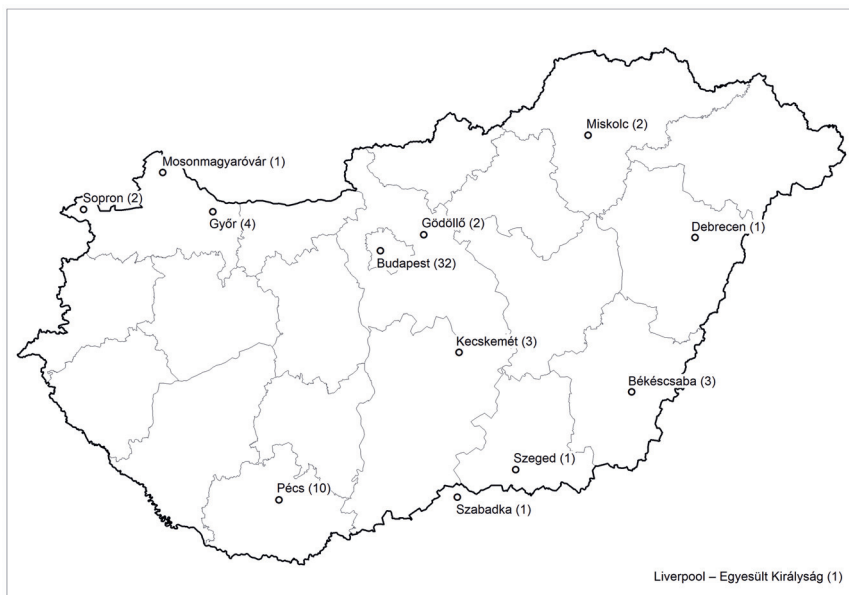 Miskolc (2)
Mosonmagyaróvár (1)
Sopron (2)
Győr (4)
Gödöllő (2)
Debrecen (1)
Budapest (32)
Kecskemét (3)
Békéscsaba (3)
Szeged (1)
Pécs (10)
Szabadka (1)
Liverpool – Egyesült Királyság (1)